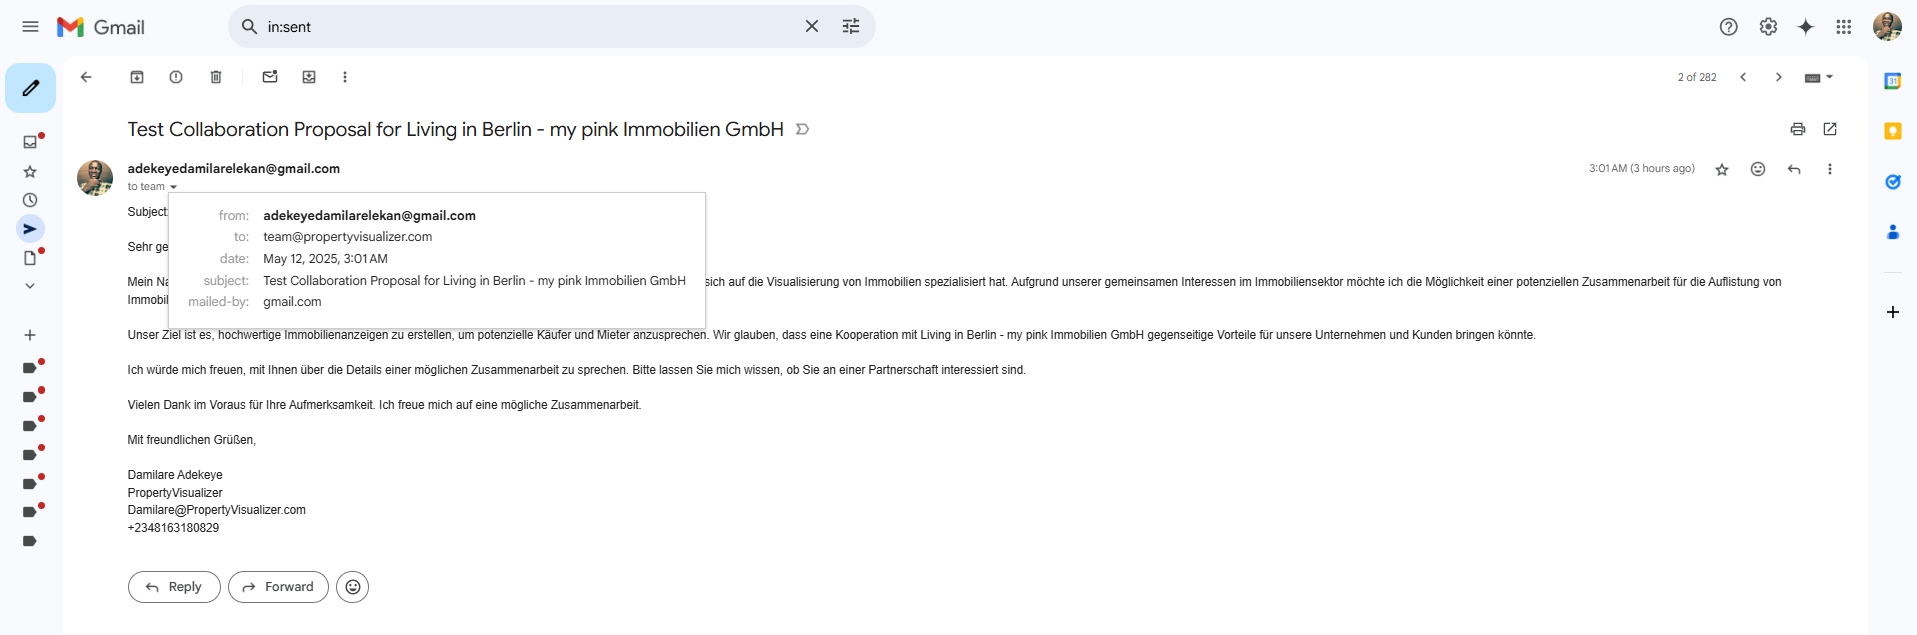 Gmail
in:sent
2 of 282
31
Test Collaboration Proposal for Living in Berlin - my pink Immobilien GmbH
adekeyedamilarelekan@gmail.com
3:01 AM (3 hours ago)
to team
Subject:
from: adekeyedamilarelekan@gmail.com
to: team@propertyvisualizer.com
date: May 12, 2025, 3:01 AM
subject: Test Collaboration Proposal for Living in Berlin - my pink Immobilien GmbH
mailed-by: gmail.com
Sehr ge
Mein Na sich auf die Visualisierung von Immobilien spezialisiert hat. Aufgrund unserer gemeinsamen Interessen im Immobiliensektor möchte ich die Möglichkeit einer potenziellen Zusammenarbeit für die Auflistung von
Immobil
Unser Ziel ist es, hochwertige Immobilienanzeigen zu erstellen, um potenzielle Käufer und Mieter anzusprechen. Wir glauben, dass eine Kooperation mit Living in Berlin - my pink Immobilien GmbH gegenseitige Vorteile für unsere Unternehmen und Kunden bringen könnte.
Ich würde mich freuen, mit Ihnen über die Details einer möglichen Zusammenarbeit zu sprechen. Bitte lassen Sie mich wissen, ob Sie an einer Partnerschaft interessiert sind.
Vielen Dank im Voraus für Ihre Aufmerksamkeit. Ich freue mich auf eine mögliche Zusammenarbeit.
Mit freundlichen Grüßen,
Damilare Adekeye
PropertyVisualizer
Damilare@PropertyVisualizer.com
+2348163180829
Reply
Forward